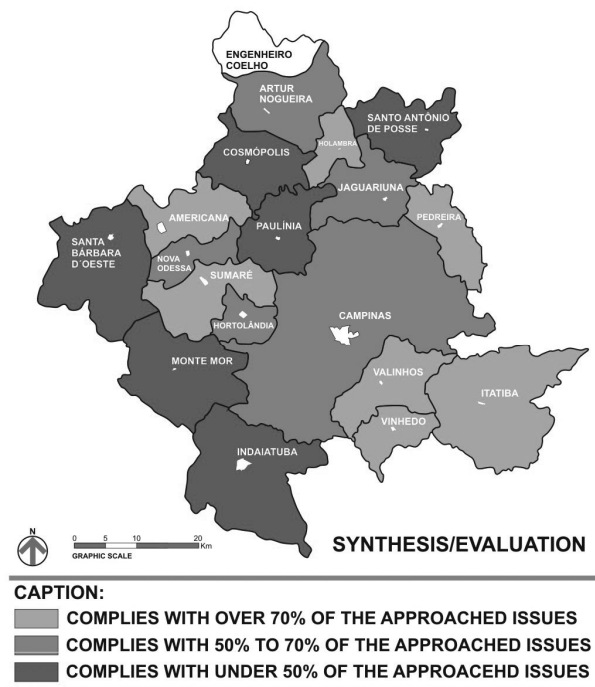 ENGENHEIRO
COELHO
ARTUR
NOGUEIRA
SANTO ANTÔNIO
DE POSSE
HOLAMBRA
COSMÓPOLIS
JAGUARIUNA
PEDREIRA
AMERICANA
PAULÍNIA
SANTA
BÁRBARA
D´OESTE
NOVA
ODESSA
SUMARÉ
HORTOLÂNDIA
CAMPINAS
MONTE MOR
VALINHOS
ITATIBA
VINHEDO
INDAIATUBA
N
0 5 10 20
Km
GRAPHIC SCALE
SYNTHESIS/EVALUATION
CAPTION:
COMPLIES WITH OVER 70% OF THE APPROACHED ISSUES
COMPLIES WITH 50% TO 70% OF THE APPROACHED ISSUES
COMPLIES WITH UNDER 50% OF THE APPROACEHD ISSUES